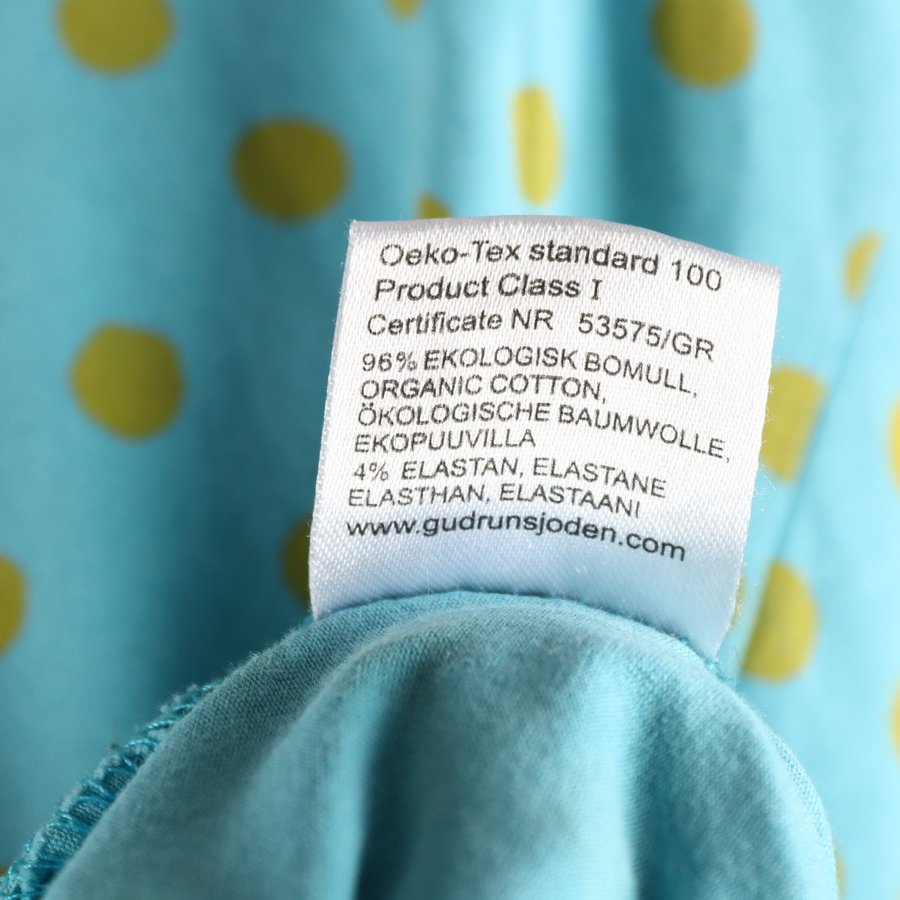 Oeko-Tex standard 100
Product Class I
Certificate NR 53575/GR
96% EKOLOGISK BOMULL,
ORGANIC COTTON,
ÖKOLOGISCHE BAUMWOLLE,
EKOPUUVILLA
4% ELASTAN, ELASTANE
ELASTHAN, ELASTAANI
www.gudrunsjoden.com